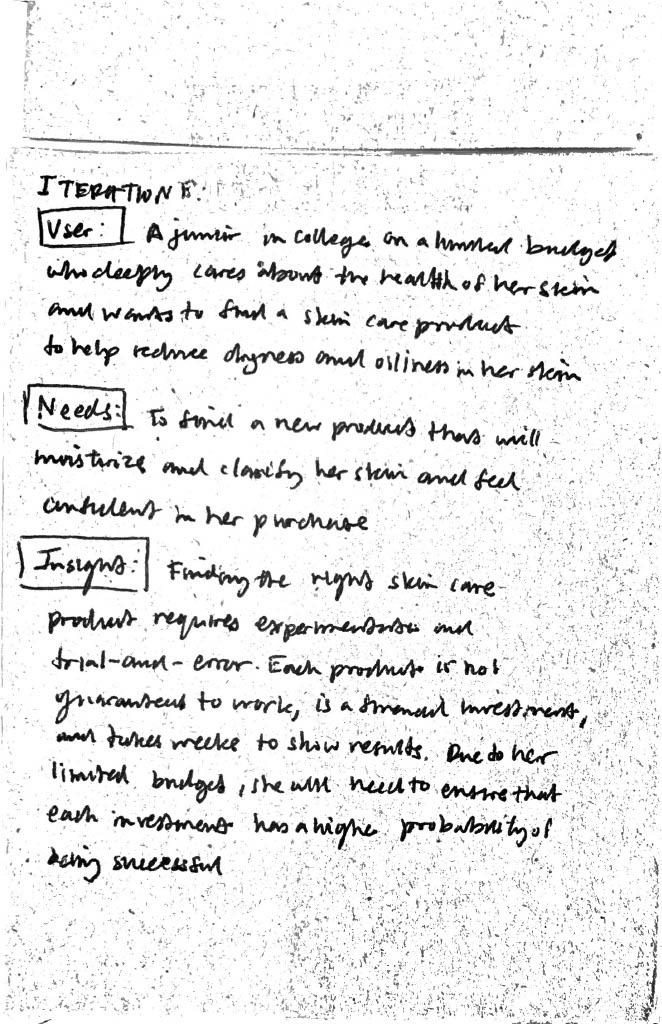 ITERATION E:
User: A junior in college on a limited budget
who deeply cares about the health of her skin
and wants to find a skin care product
to help reduce dryness and oiliness in her skin
Needs: To find a new product that will
moisturize and clarify her skin and feel
confident in her purchase
Insight: Finding the right skin care
product requires experimentation and
trial-and-error. Each product is not
guaranteed to work, is a financial investment,
and takes weeks to show results. Due to her
limited budget, she will need to ensure that
each investment has a higher probability of
being successful